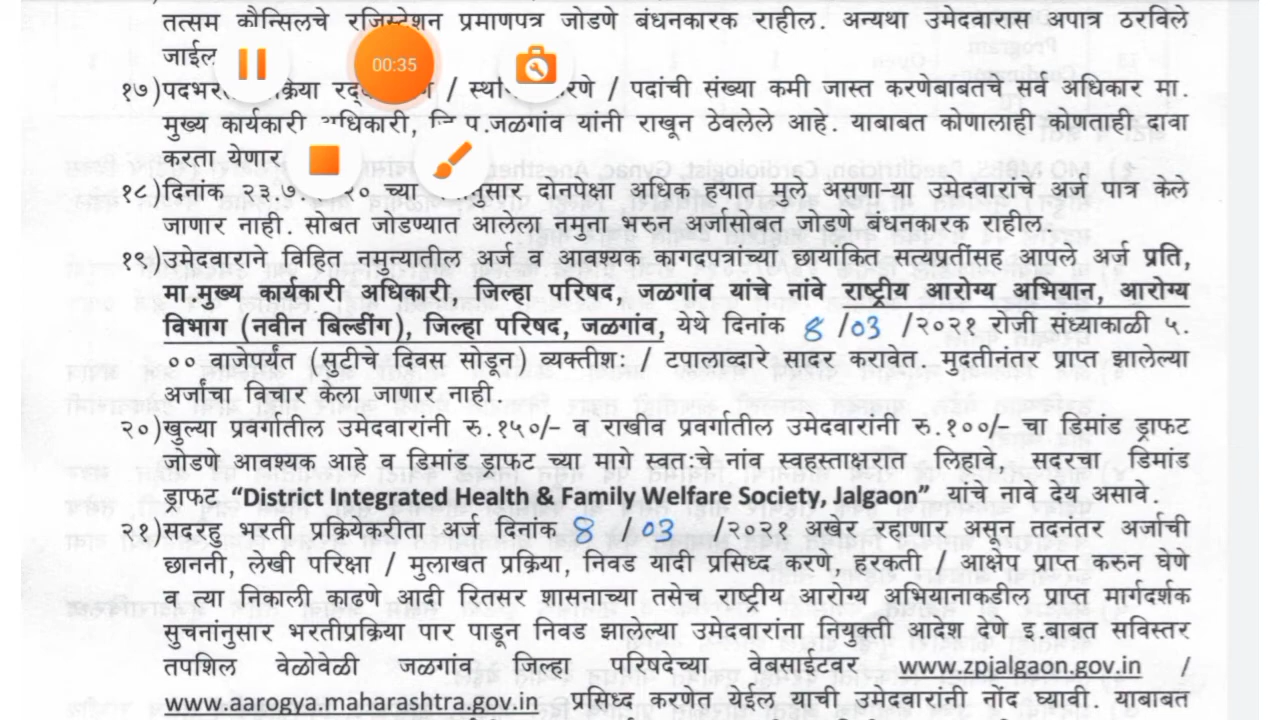 तत्सम कौन्सिलचे रजिस्टेशन प्रमाणपत्र जोडणे बंधनकारक राहील. अन्यथा उमेदवारास अपात्र ठरविले
जाईल
00:35
१७) / / पदांची संख्या कमी जास्त करणेबाबतचे सर्व अधिकार मा.
मुख्य कार्यकारी जळगांव यांनी राखून ठेवलेले आहे. याबाबत कोणालाही कोणताही दावा
करता येणार
१८)दिनांक २३.७ च्या दोनपेक्षा अधिक हयात मुले असणा-या उमेदवारांचे अर्ज पात्र केले
जाणार नाही. सोबत जोडण्यात आलेला नमुना भरुन अर्जासोबत जोडणे बंधनकारक राहील.
१९)उमेदवाराने विहित नमुन्यातील अर्ज व आवश्यक कागदपत्रांच्या छायांकित सत्यप्रतींसह आपले अर्ज प्रति,
मा.मुख्य कार्यकारी अधिकारी, जिल्हा परिषद, जळगांव यांचे नांवे राष्ट्रीय आरोग्य अभियान, आरोग्य
विभाग (नवीन बिल्डींग), जिल्हा परिषद, जळगांव, येथे दिनांक 8 /03 /२०२१ रोजी संध्याकाळी ५.
०० वाजेपर्यंत (सुटीचे दिवस सोडून) व्यक्तीशः / टपालाव्दारे सादर करावेत. मुदतीनंतर प्राप्त झालेल्या
अर्जांचा विचार केला जाणार नाही.
२०)खुल्या प्रवर्गातील उमेदवारांनी रु.१५०/- व राखीव प्रवर्गातील उमेदवारांनी रु.१००/- चा डिमांड ड्राफट
जोडणे आवश्यक आहे व डिमांड ड्राफट च्या मागे स्वत:चे नांव स्वहस्ताक्षरात लिहावे, सदरचा डिमांड
ड्राफट “District Integrated Health & Family Welfare Society, Jalgaon” यांचे नावे देय असावे.
२१)सदरहु भरती प्रक्रियेकरीता अर्ज दिनांक 8 / 03 /२०२१ अखेर रहाणार असून तदनंतर अर्जाची
छाननी, लेखी परिक्षा / मुलाखत प्रक्रिया, निवड यादी प्रसिध्द करणे, हरकती / आक्षेप प्राप्त करुन घेणे
व त्या निकाली काढणे आदी रितसर शासनाच्या तसेच राष्ट्रीय आरोग्य अभियानाकडील प्राप्त मार्गदर्शक
सुचनांनुसार भरतीप्रक्रिया पार पाडून निवड झालेल्या उमेदवारांना नियुक्ती आदेश देणे इ.बाबत सविस्तर
तपशिल वेळोवेळी जळगांव जिल्हा परिषदेच्या वेबसाईटवर www.zpjalgaon.gov.in /
www.aarogya.maharashtra.gov.in प्रसिध्द करणेत येईल याची उमेदवारांनी नोंद घ्यावी. याबाबत